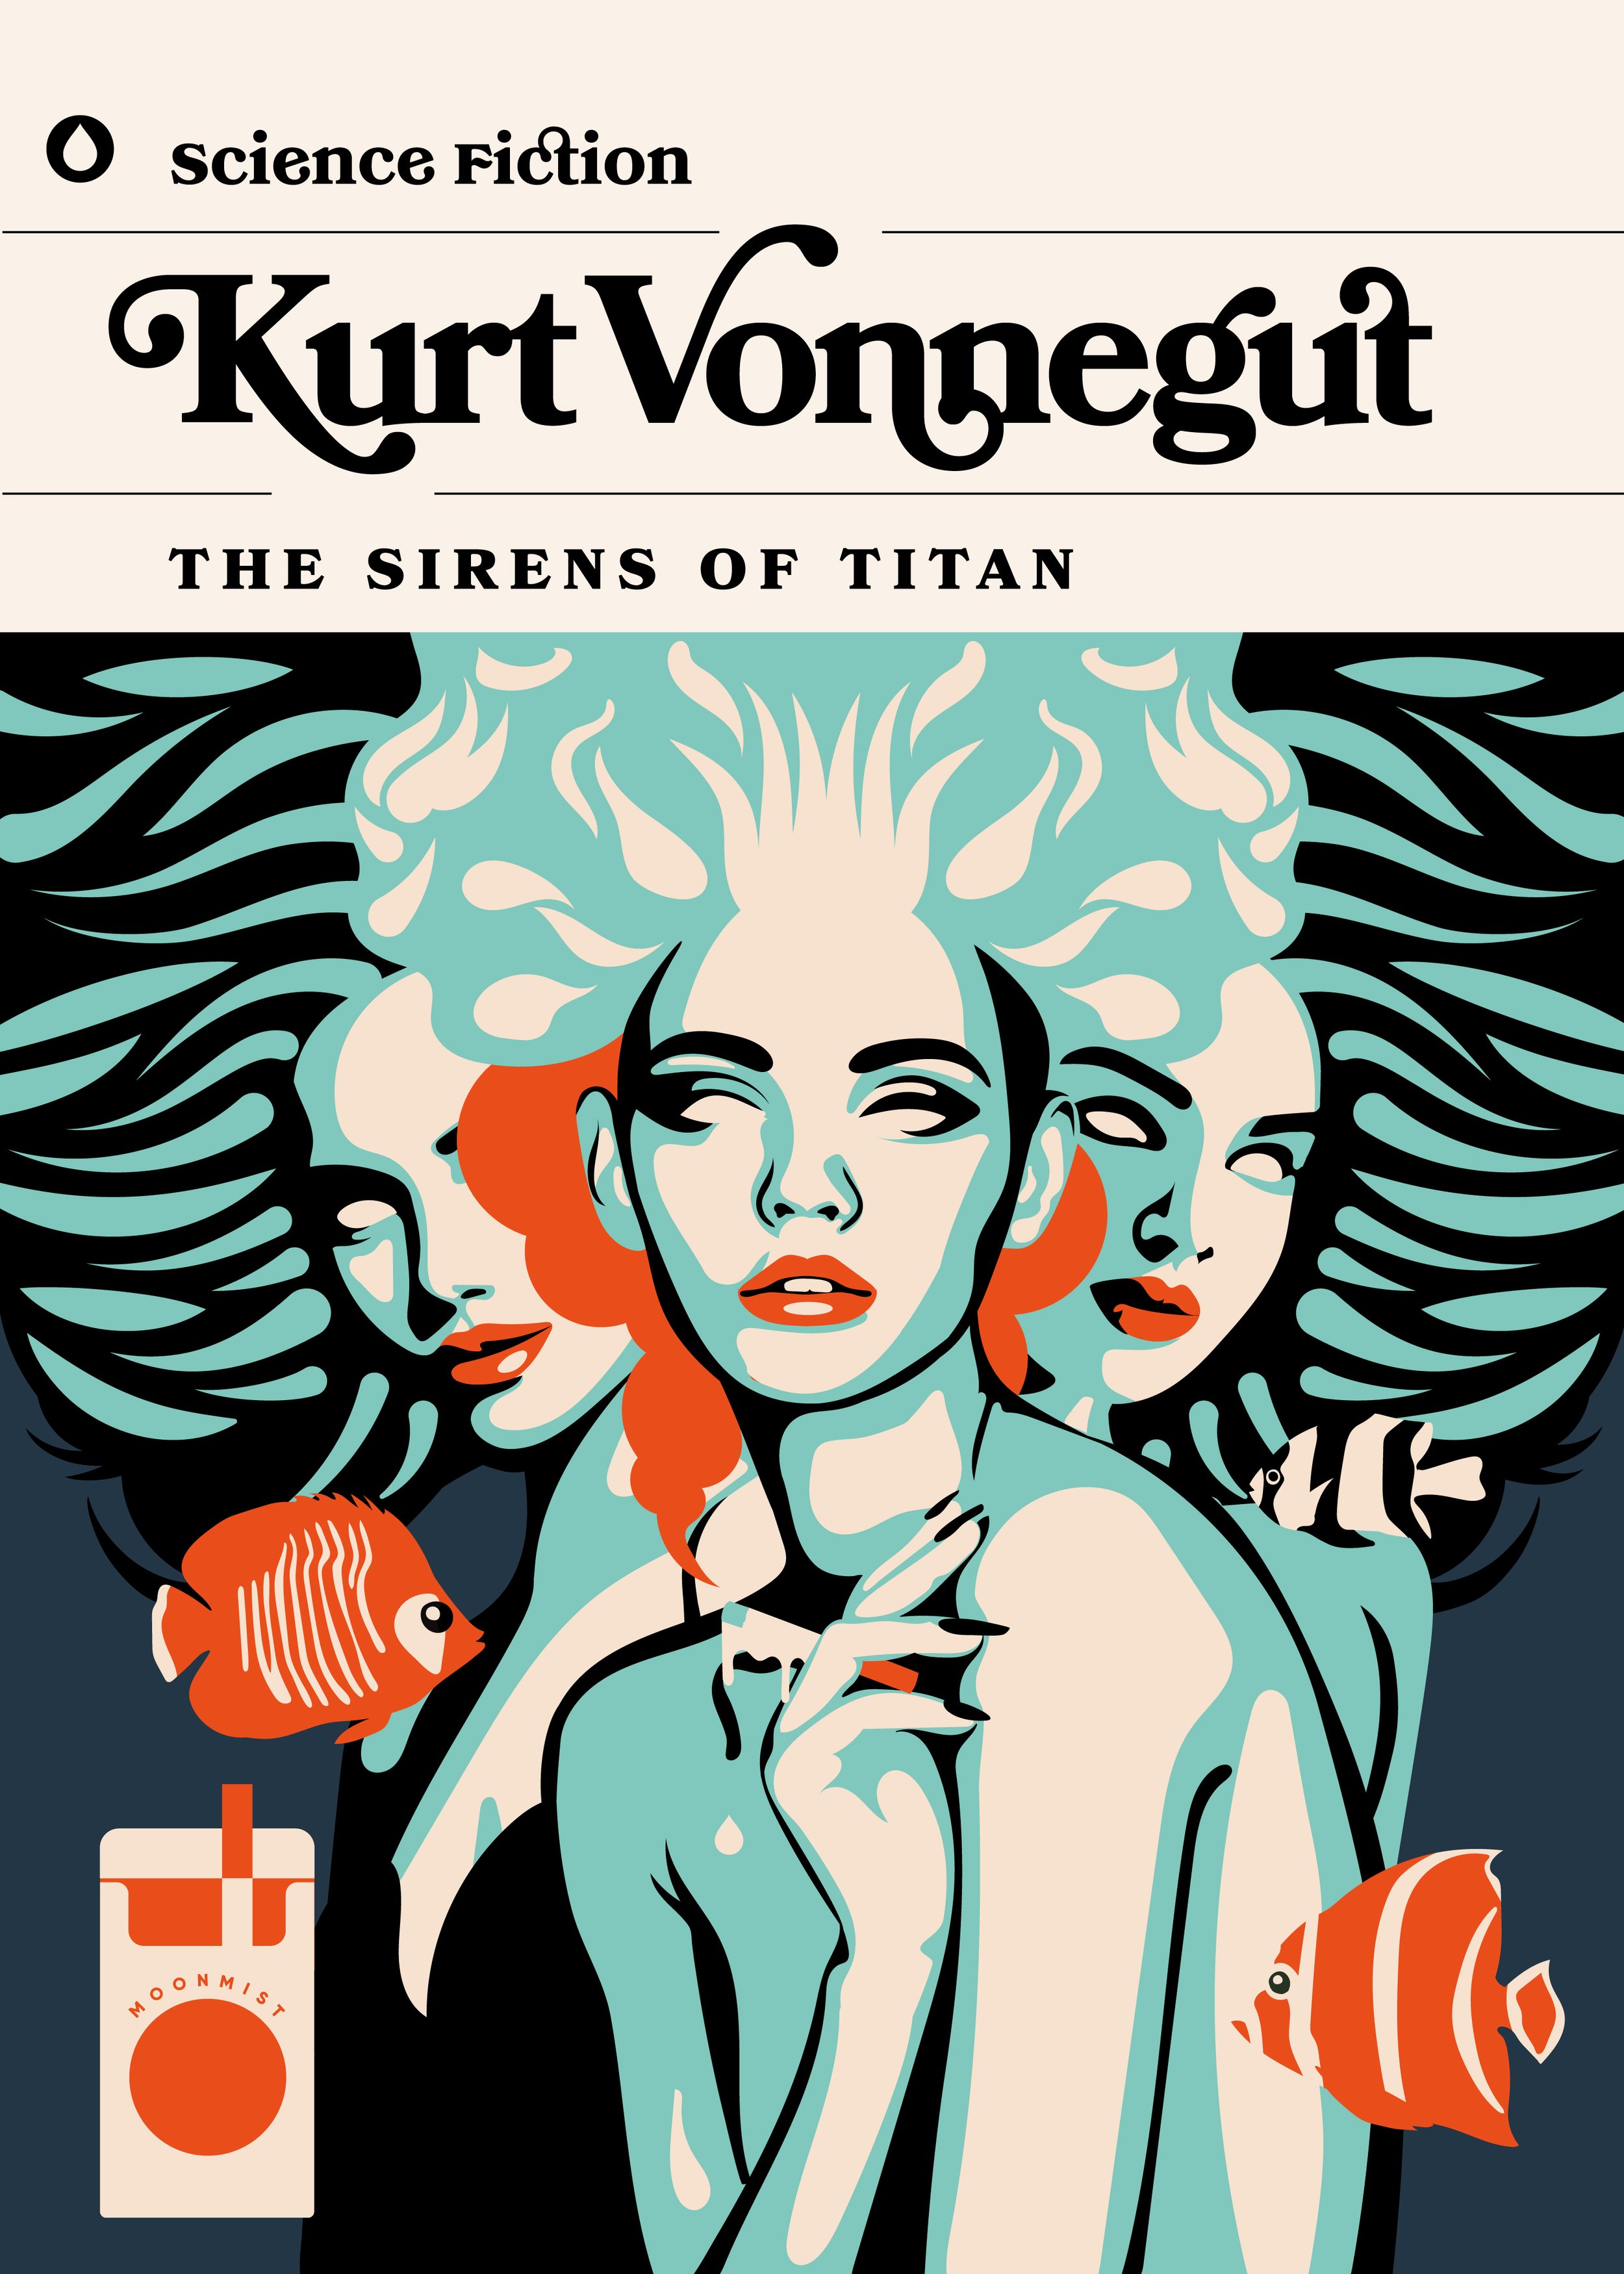 science fiction
Kurt Vonnegut
THE SIRENS OF TITAN
MOONMIST